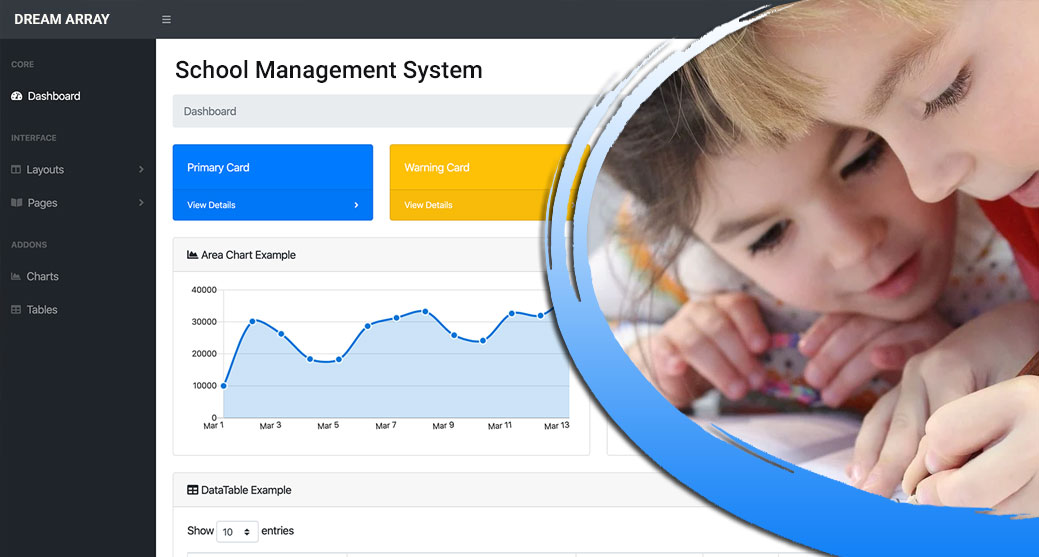 DREAM ARRAY
CORE
Dashboard
INTERFACE
Layouts
Pages
ADDONS
Charts
Tables
School Management System
Dashboard
Primary Card
View Details
Warning Card
View Details
Area Chart Example
40000
30000
20000
10000
0
Mar 1 Mar 3 Mar 5 Mar 7 Mar 9 Mar 11 Mar 13
DataTable Example
Show 10 entries